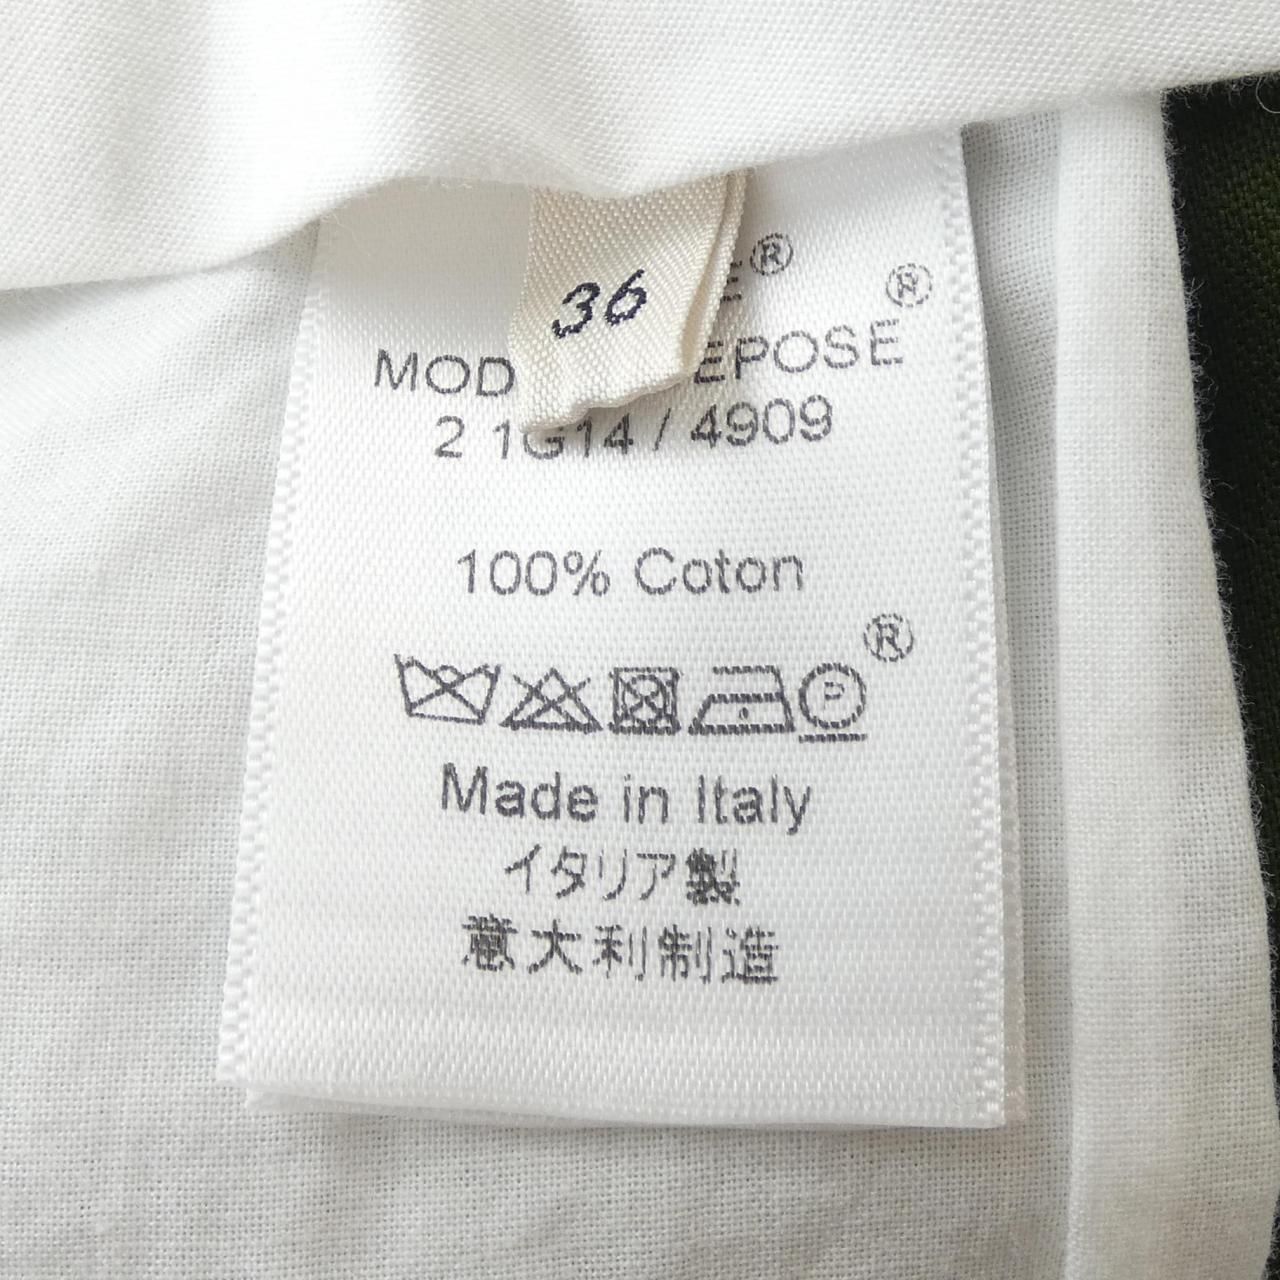 36
®
®
MOD EPOSE
2 1G14 / 4909
100% Coton
®
P
Made in Italy
イタリア製
意大利制造